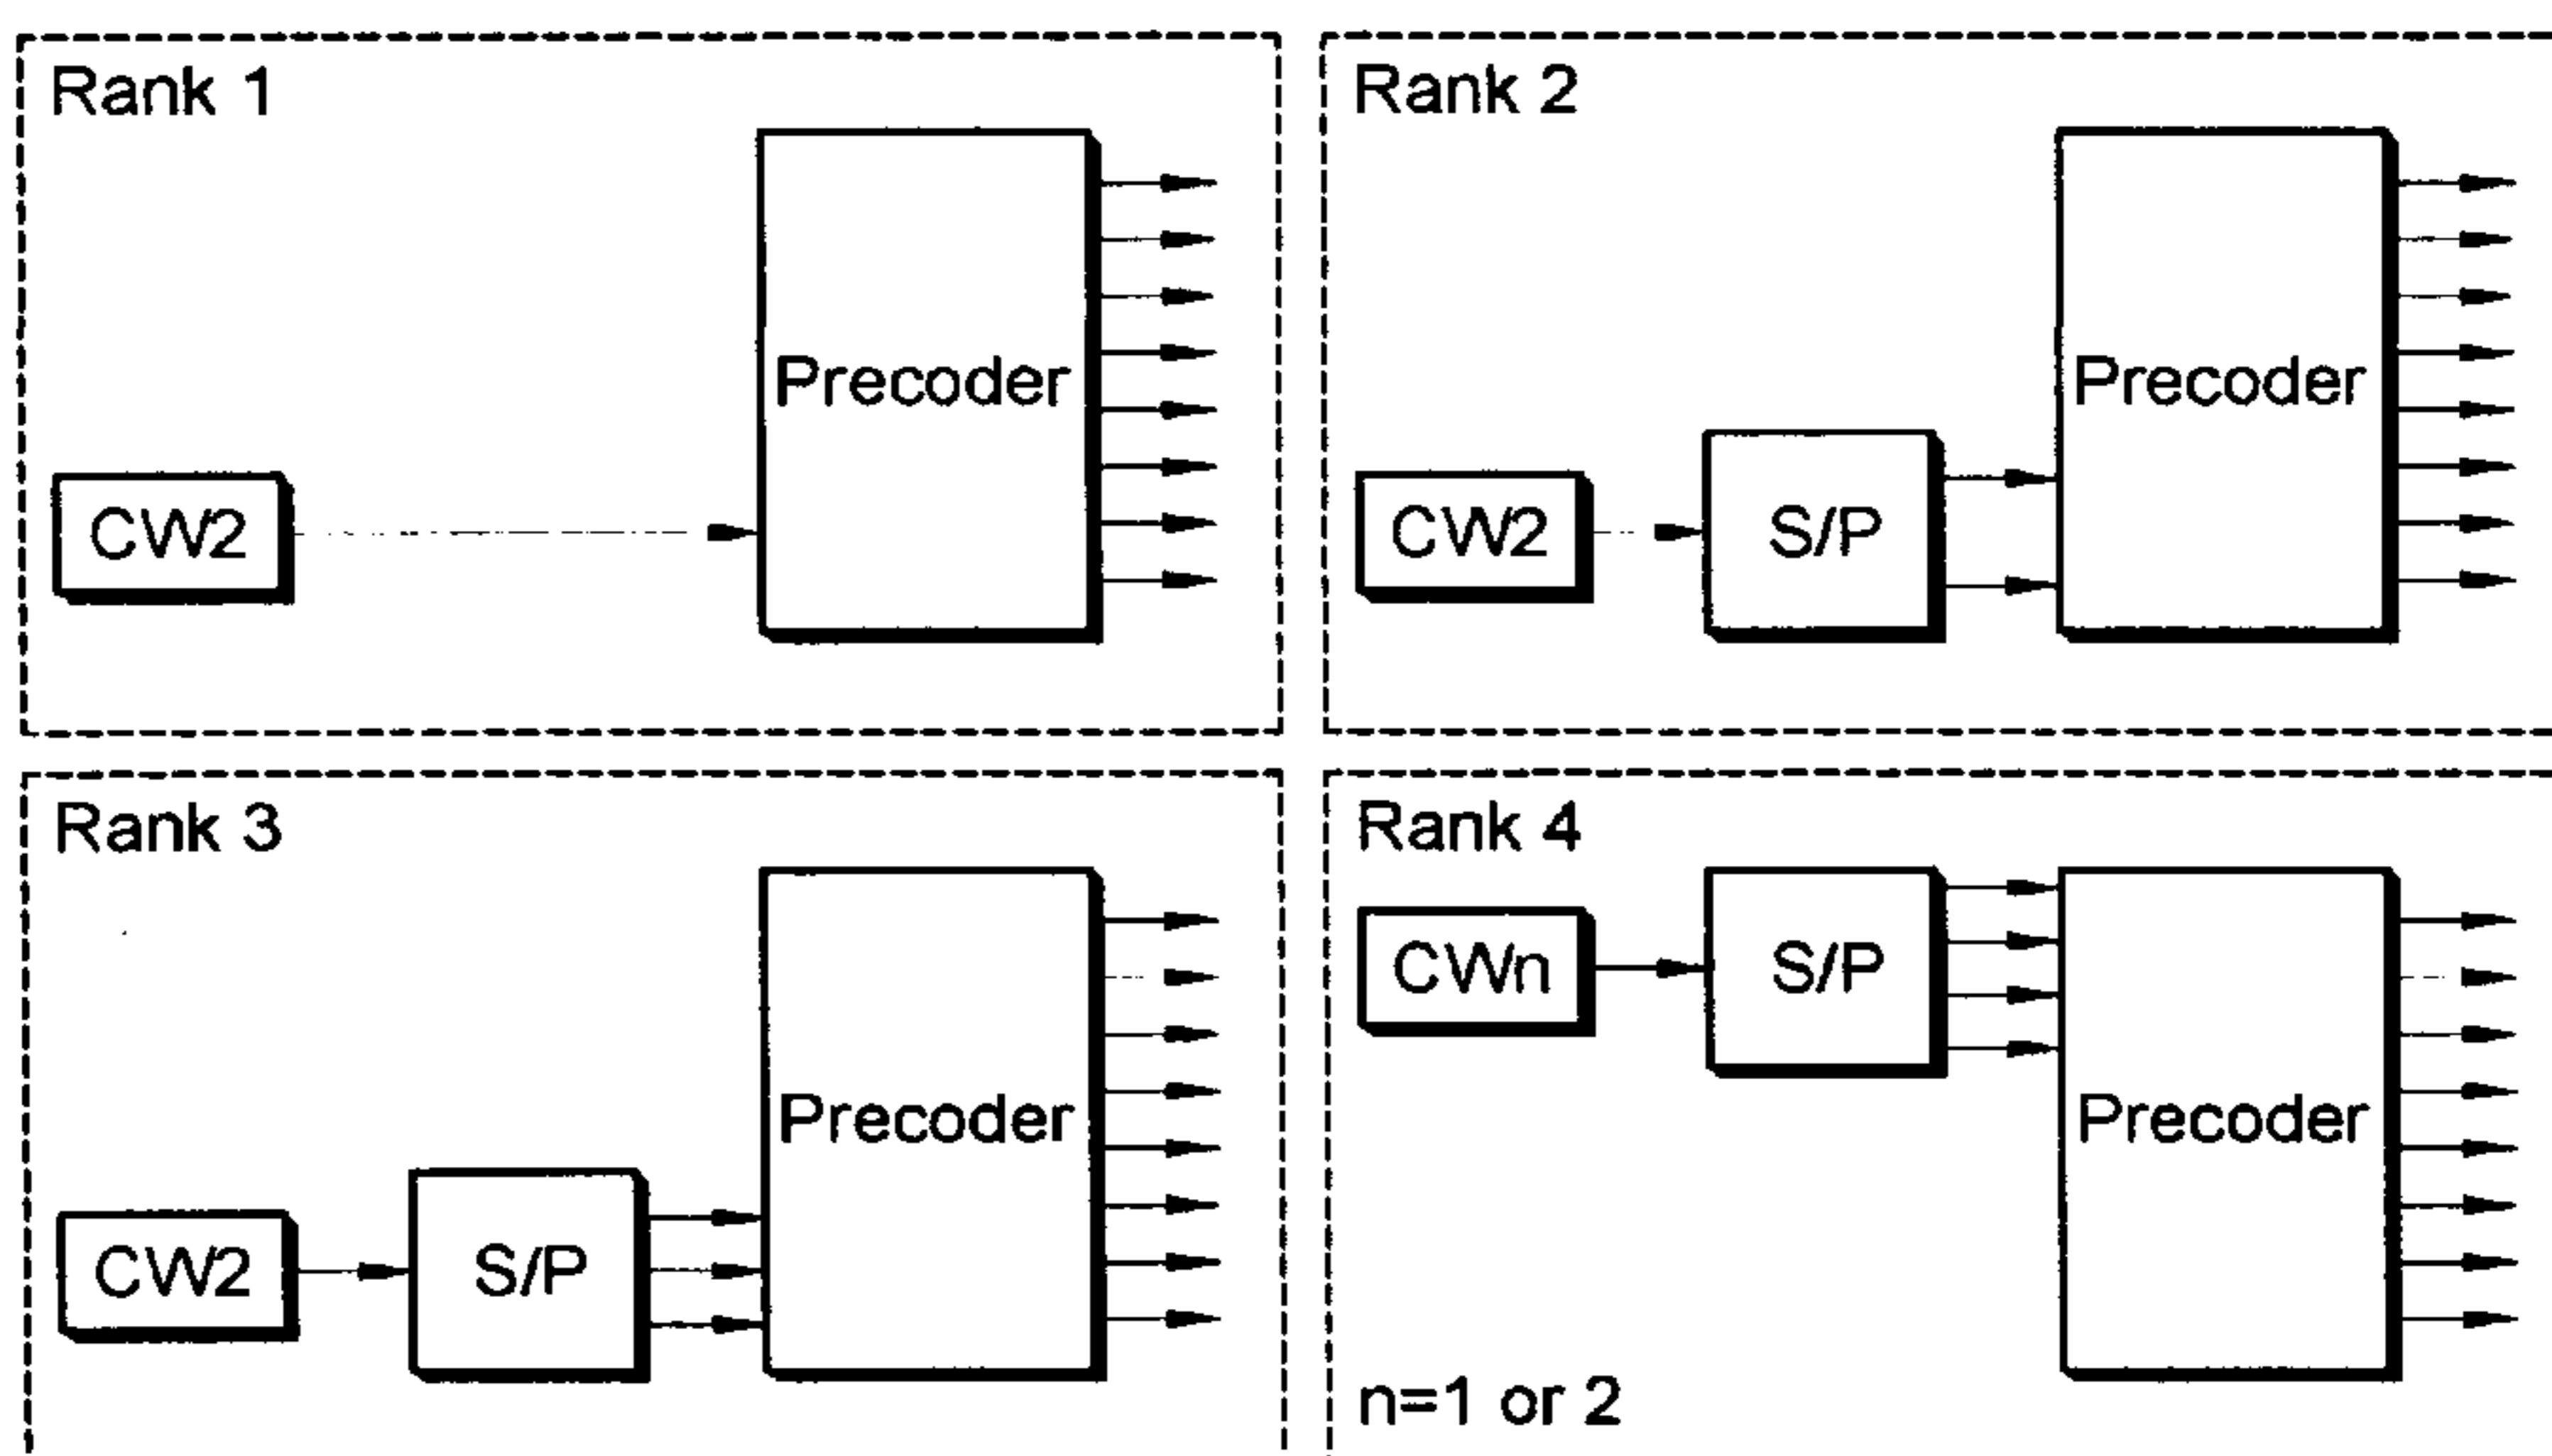 Rank 1
Precoder
CW2
Rank 2
Precoder
CW2
S/P
Rank 3
Precoder
CW2
S/P
Rank 4
CWn
S/P
Precoder
n=1 or 2